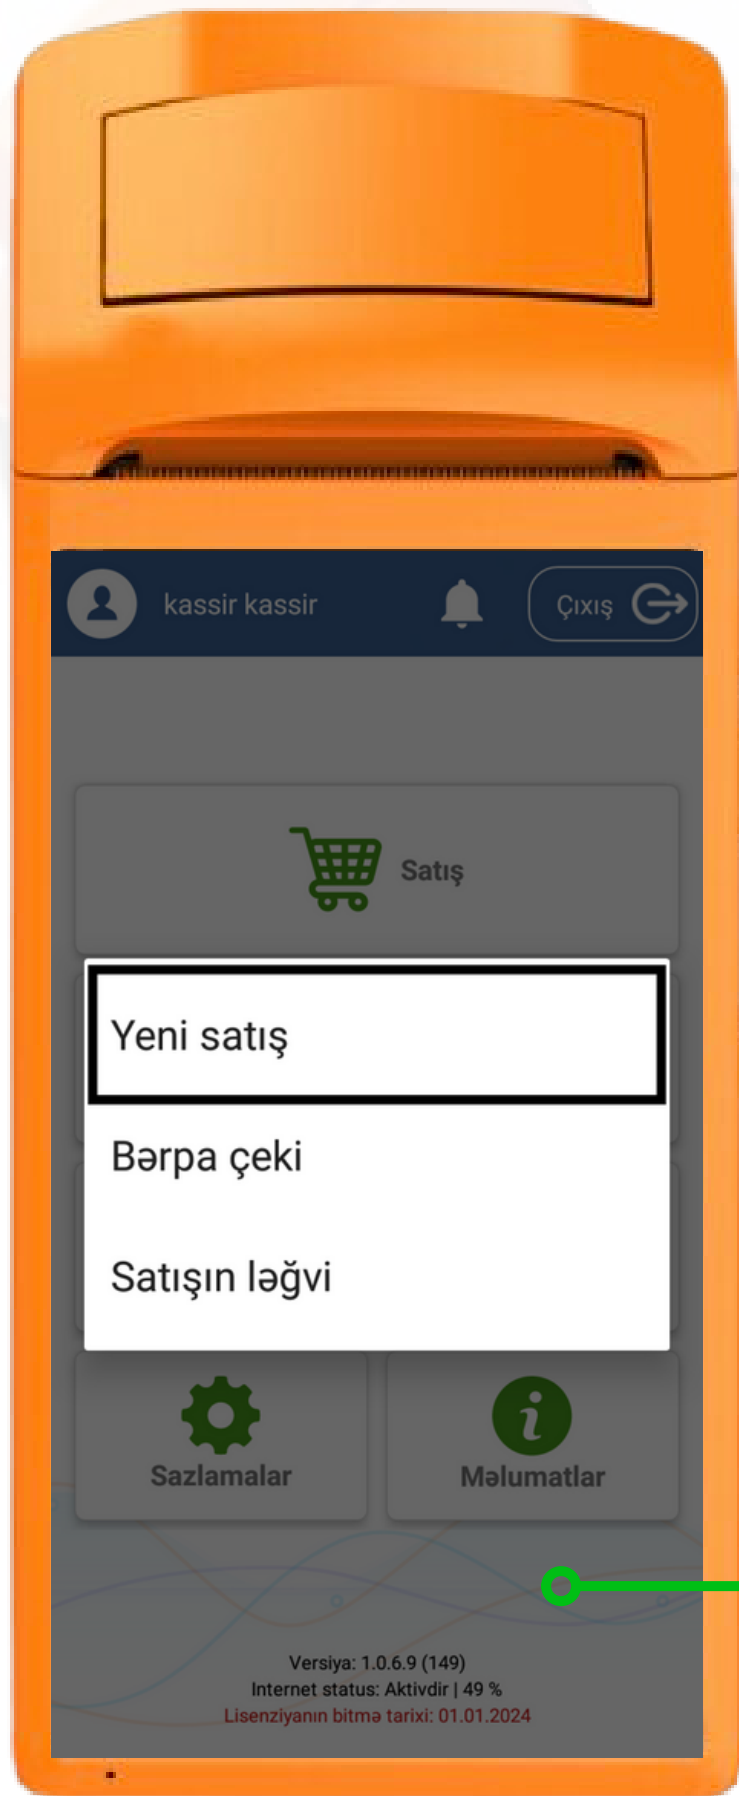 kassir kassir
Çıxış
Satış
Yeni satış
Bərpa çeki
Satışın ləğvi
Sazlamalar
Məlumatlar
Versiya: 1.0.6.9 (149)
Internet status: Aktivdir | 49 %
Lisenziyanın bitmə tarixi: 01.01.2024